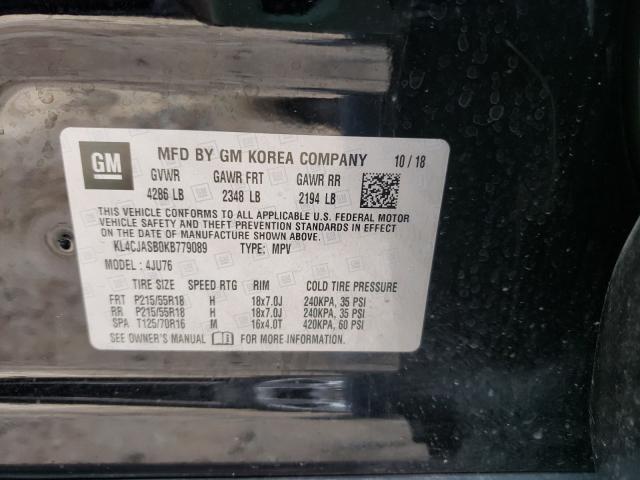 GM MFD BY GM KOREA COMPANY 10 / 18
GVWR GAWR FRT GAWR RR
4286 LB 2348 LB 2194 LB
THIS VEHICLE CONFORMS TO ALL APPLICABLE U.S. FEDERAL MOTOR
VEHICLE SAFETY AND THEFT PREVENTION STANDARDS IN EFFECT
ON THE DATE OF MANUFACTURE SHOWN ABOVE.
KL4CJASB0KB779089 TYPE: MPV
MODEL: 4JU76
TIRE SIZE SPEED RTG RIM COLD TIRE PRESSURE
FRT P215/55R18 H 18x7.0J 240KPA, 35 PSI
RR P215/55R18 H 18x7.0J 240KPA, 35 PSI
SPA T125/70R16 M 16x4.0T 420KPA, 60 PSI
SEE OWNER'S MANUAL FOR MORE INFORMATION.